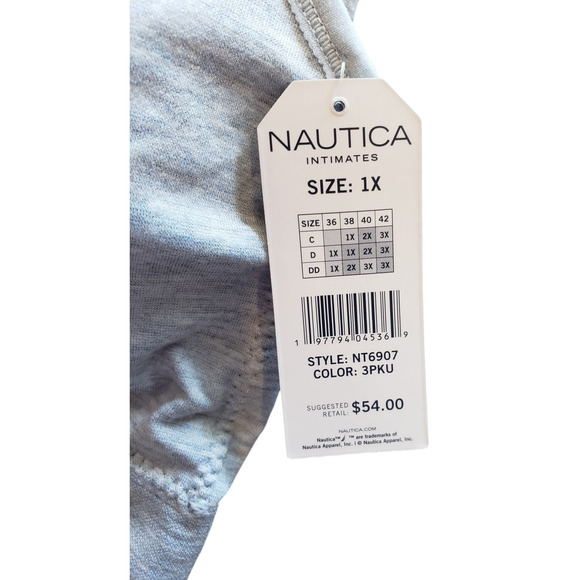 NAUTICA
INTIMATES
SIZE: 1X
SIZE 36 38 40 42
C 1X 2X 3X
D 1X 1X 2X 3X
DD 1X 2X 3X 3X
1 97794 04536 9
STYLE: NT6907
COLOR: 3PKU
SUGGESTED
RETAIL: $54.00
NAUTICA.COM
Nautica™ ™ are trademarks of
Nautica Apparel, Inc. | © Nautica Apparel, Inc.